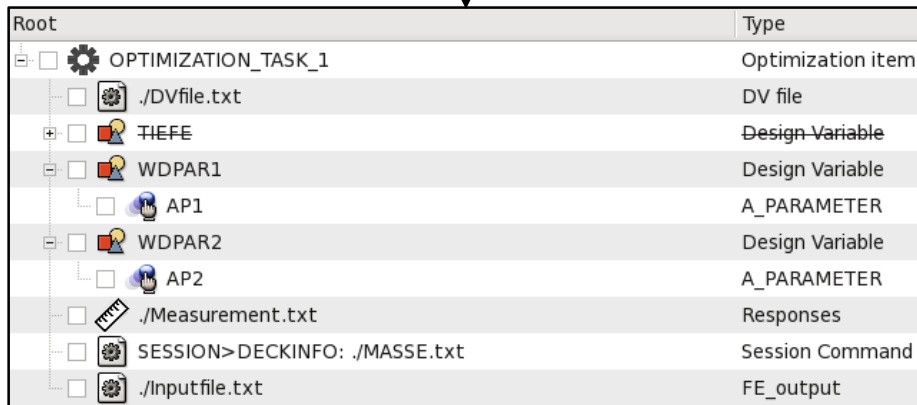 Root Type
OPTIMIZATION_TASK_1 Optimization item
./DVfile.txt DV file
TIEFE Design Variable
WDPAR1 Design Variable
AP1 A_PARAMETER
WDPAR2 Design Variable
AP2 A_PARAMETER
./Measurement.txt Responses
SESSION>DECKINFO: ./MASSE.txt Session Command
./Inputfile.txt FE_output